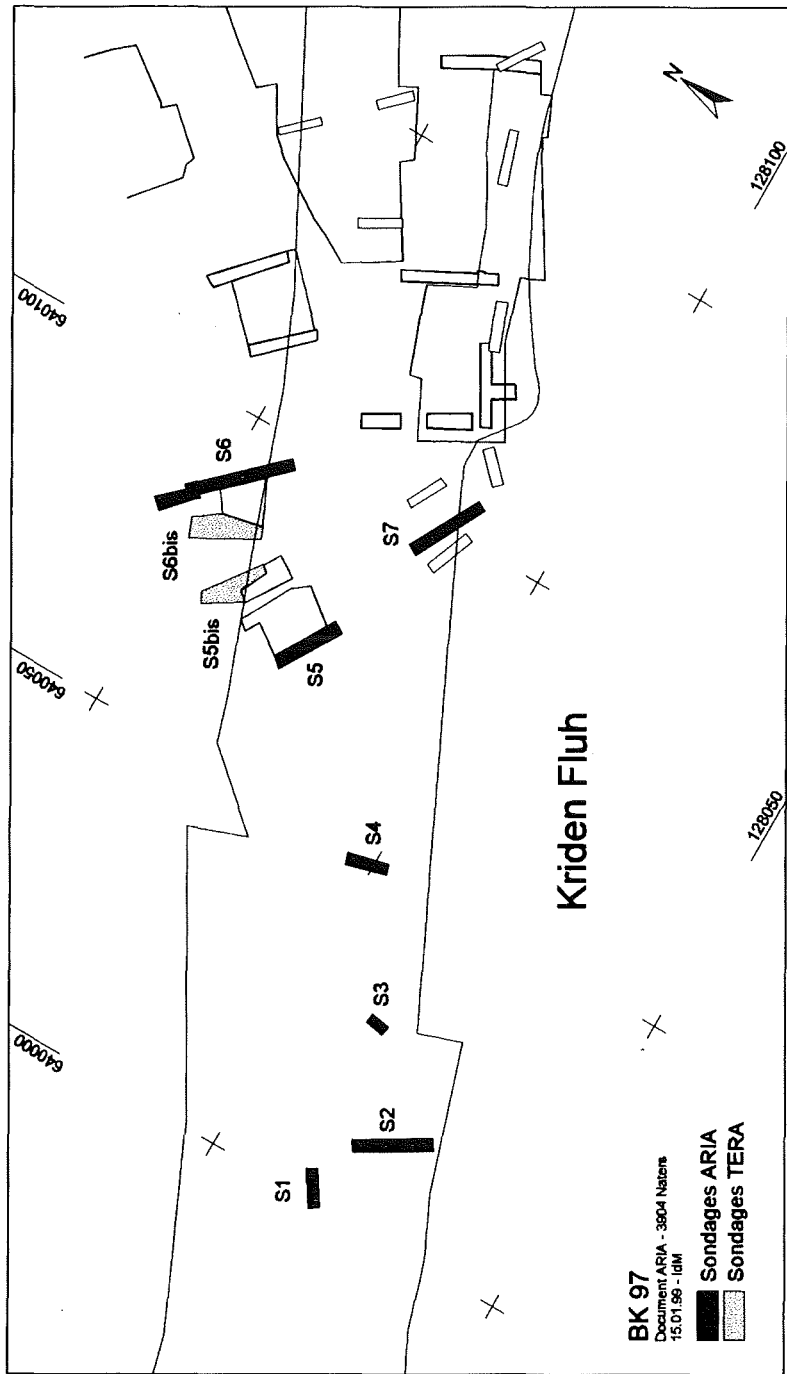 640000
640050
640100
S6
S6bis
S5bis
S5
S7
S4
S3
S2
S1
N
128050
128100
Kriden Fluh
BK 97
Document ARIA - 3904 Naters
15.01.99 - IdM
Sondages ARIA
Sondages TERA